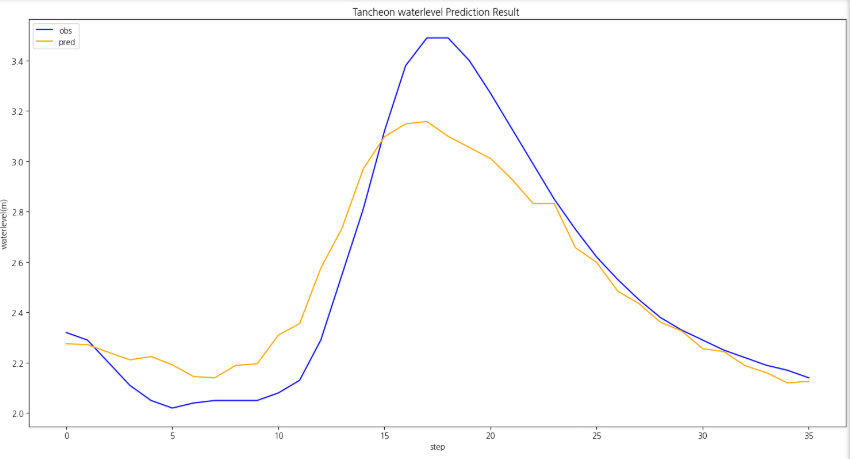 Tancheon waterlevel Prediction Result
obs
pred
waterlevel(m)
3.4
3.2
3.0
2.8
2.6
2.4
2.2
2.0
0 5 10 15 20 25 30 35
step